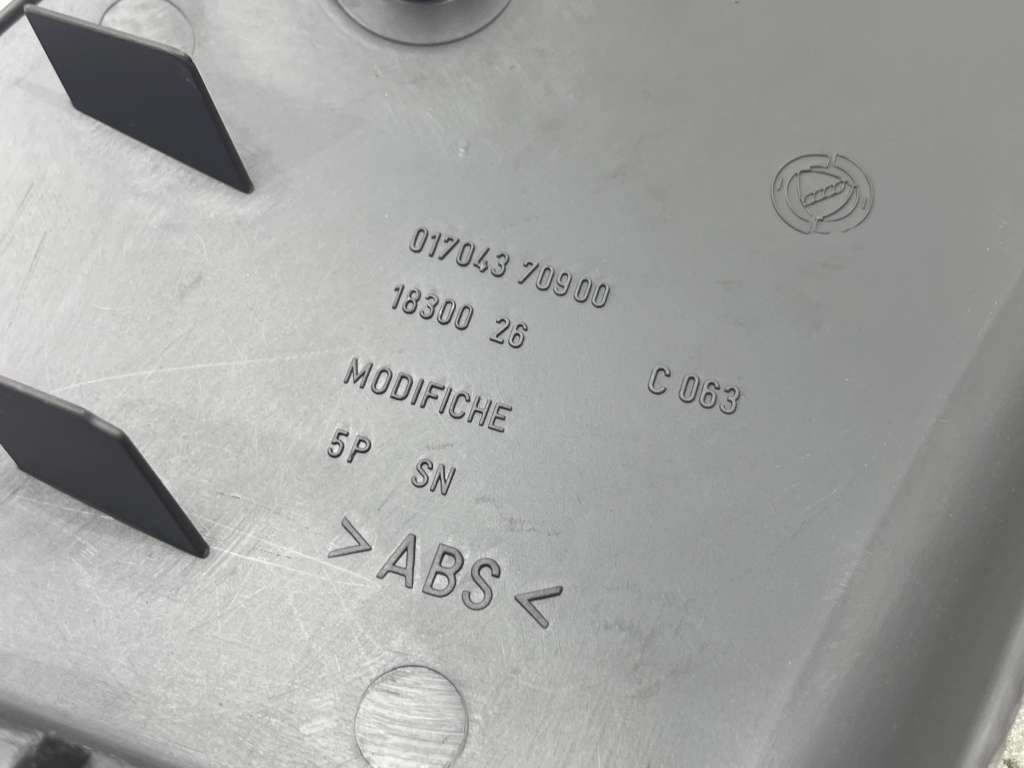 017043 70900
18300 26
C 063
MODIFICHE
5P SN
>ABS<